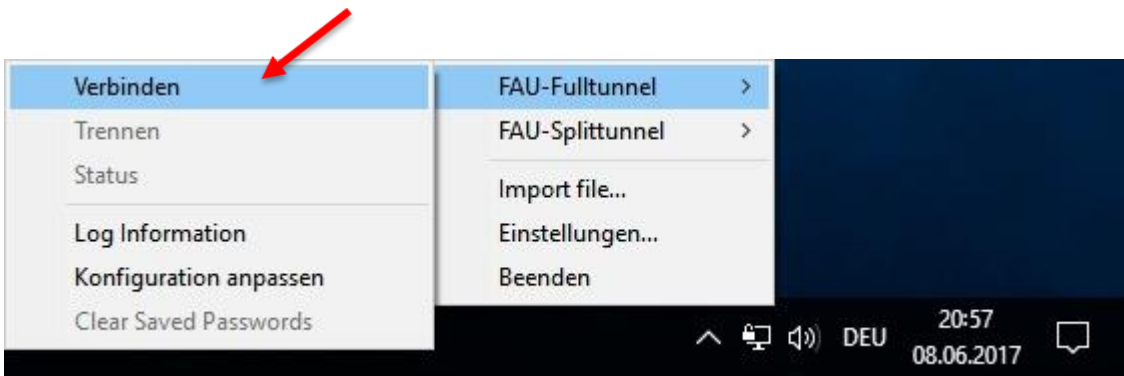 Verbinden
Trennen
Status
Log Information
Konfiguration anpassen
Clear Saved Passwords
FAU-Fulltunnel
FAU-Splittunnel
Import file...
Einstellungen...
Beenden
DEU
20:57
08.06.2017